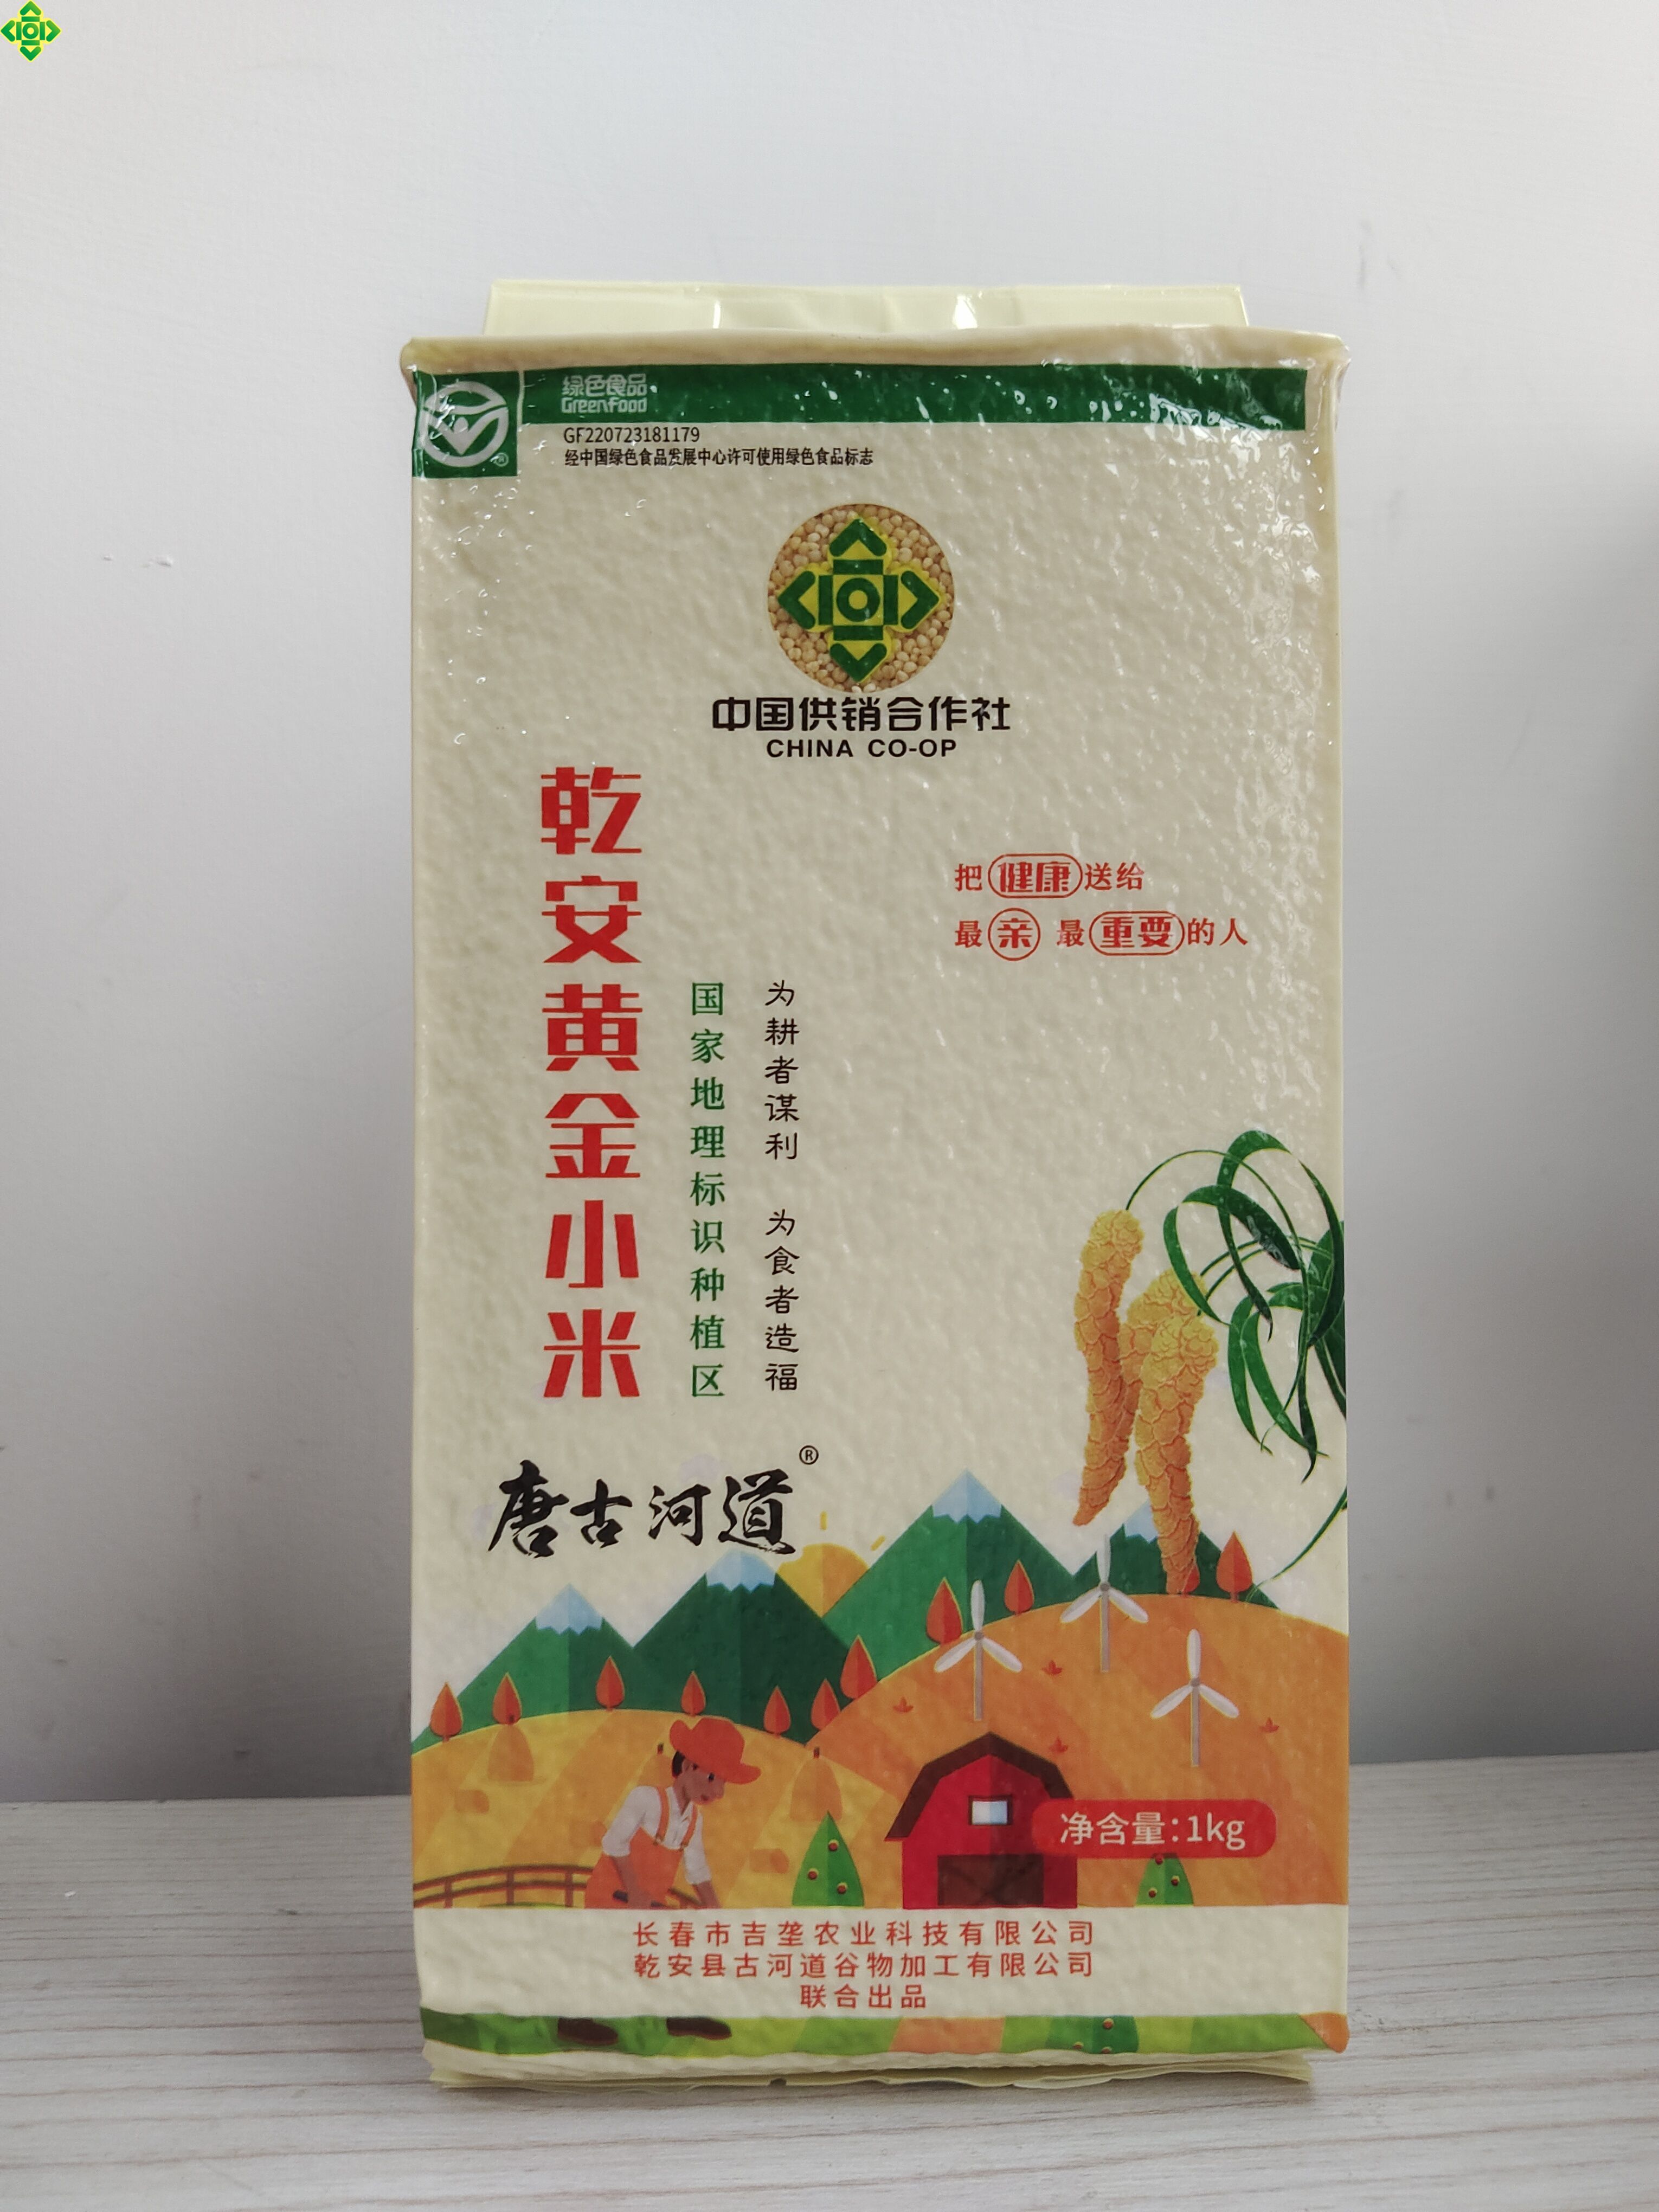 绿色食品
GreenFood
GF220723181179
经中国绿色食品发展中心许可使用绿色食品标志
®
中国供销合作社
CHINA CO-OP
把健康送给
最亲 最重要的人
乾安黄金小米
国家地理标识种植区
为耕者谋利 为食者造福
唐古河道®
净含量:1kg
长春市吉垄农业科技有限公司
乾安县古河道谷物加工有限公司
联合出品